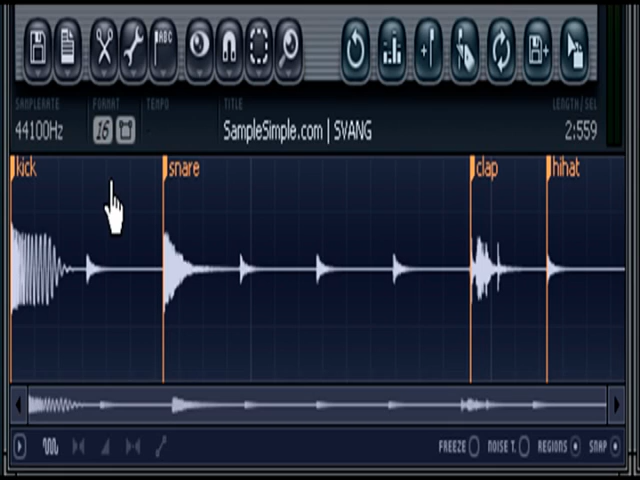 ABC
SAMPLERATE FORMAT TEMPO TITLE LENGTH/SEL
44100Hz 16 SampleSimple.com | SVANG 2:559
kick snare clap hihat
FREEZE NOISE T. REGIONS SNAP